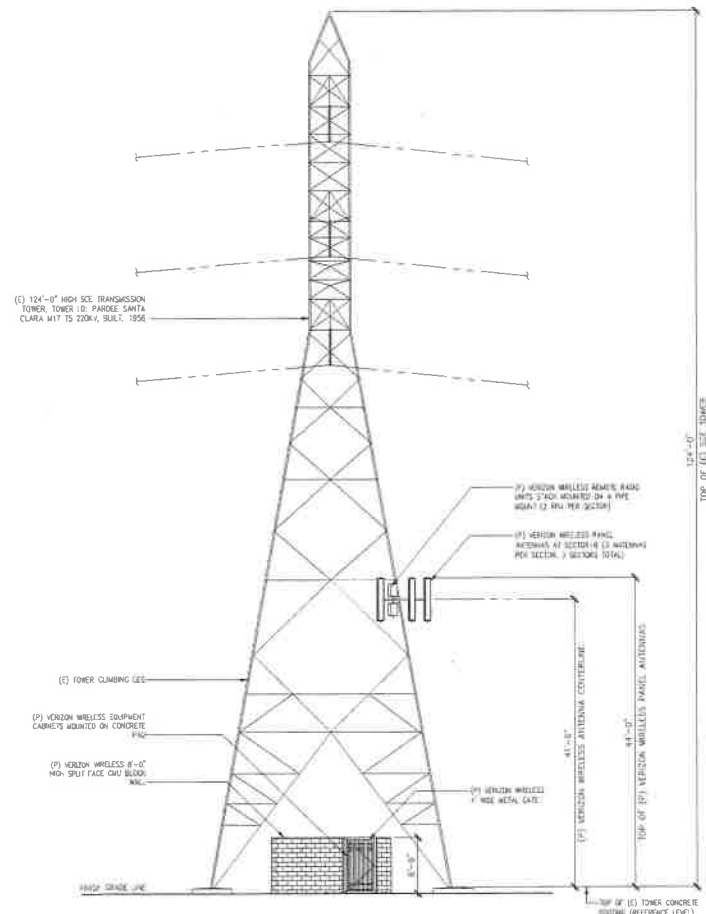 (E) 124'-0" HIGH SCE TRANSMISSION
TOWER, TOWER ID: PARDEE SANTA
CLARA M17 T5 220KV, BUILT: 1956
124'-0"
TOP OF (E) SCE TOWER
(P) VERIZON WIRELESS REMOTE RADIO
UNITS STACK MOUNTED ON A PIPE
MOUNT (2 RRU PER SECTOR)
(P) VERIZON WIRELESS PANEL
ANTENNAS AT SECTOR (3 ANTENNAS
PER SECTOR, 3 SECTORS TOTAL)
(E) TOWER CLIMBING LEG
(P) VERIZON WIRELESS EQUIPMENT
CABINETS MOUNTED ON CONCRETE
PAD
(P) VERIZON WIRELESS 8'-0"
HIGH SPLIT FACE CMU BLOCK
WALL
(P) VERIZON WIRELESS
WIDE METAL GATE
41'-0"
(P) VERIZON WIRELESS ANTENNA CENTERLINE
44'-0"
TOP OF (P) VERIZON WIRELESS PANEL ANTENNAS
8'-0"
FINISH GRADE LINE
TOP OF (E) TOWER CONCRETE
FOOTING (REFERENCE LEVEL)